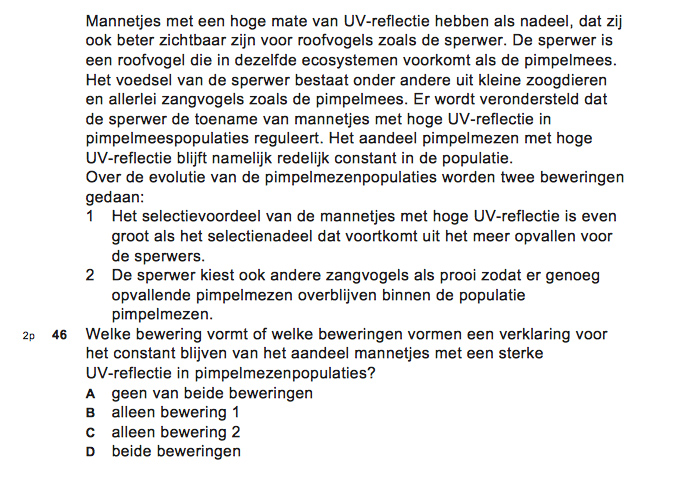 Mannetjes met een hoge mate van UV-reflectie hebben als nadeel, dat zij
ook beter zichtbaar zijn voor roofvogels zoals de sperwer. De sperwer is
een roofvogel die in dezelfde ecosystemen voorkomt als de pimpelmees.
Het voedsel van de sperwer bestaat onder andere uit kleine zoogdieren
en allerlei zangvogels zoals de pimpelmees. Er wordt verondersteld dat
de sperwer de toename van mannetjes met hoge UV-reflectie in
pimpelmeespopulaties reguleert. Het aandeel pimpelmezen met hoge
UV-reflectie blijft namelijk redelijk constant in de populatie.
Over de evolutie van de pimpelmezenpopulaties worden twee beweringen
gedaan:
1 Het selectievoordeel van de mannetjes met hoge UV-reflectie is even
groot als het selectienadeel dat voortkomt uit het meer opvallen voor
de sperwers.
2 De sperwer kiest ook andere zangvogels als prooi zodat er genoeg
opvallende pimpelmezen overblijven binnen de populatie
pimpelmezen.
2p 46 Welke bewering vormt of welke beweringen vormen een verklaring voor
het constant blijven van het aandeel mannetjes met een sterke
UV-reflectie in pimpelmezenpopulaties?
A geen van beide beweringen
B alleen bewering 1
C alleen bewering 2
D beide beweringen